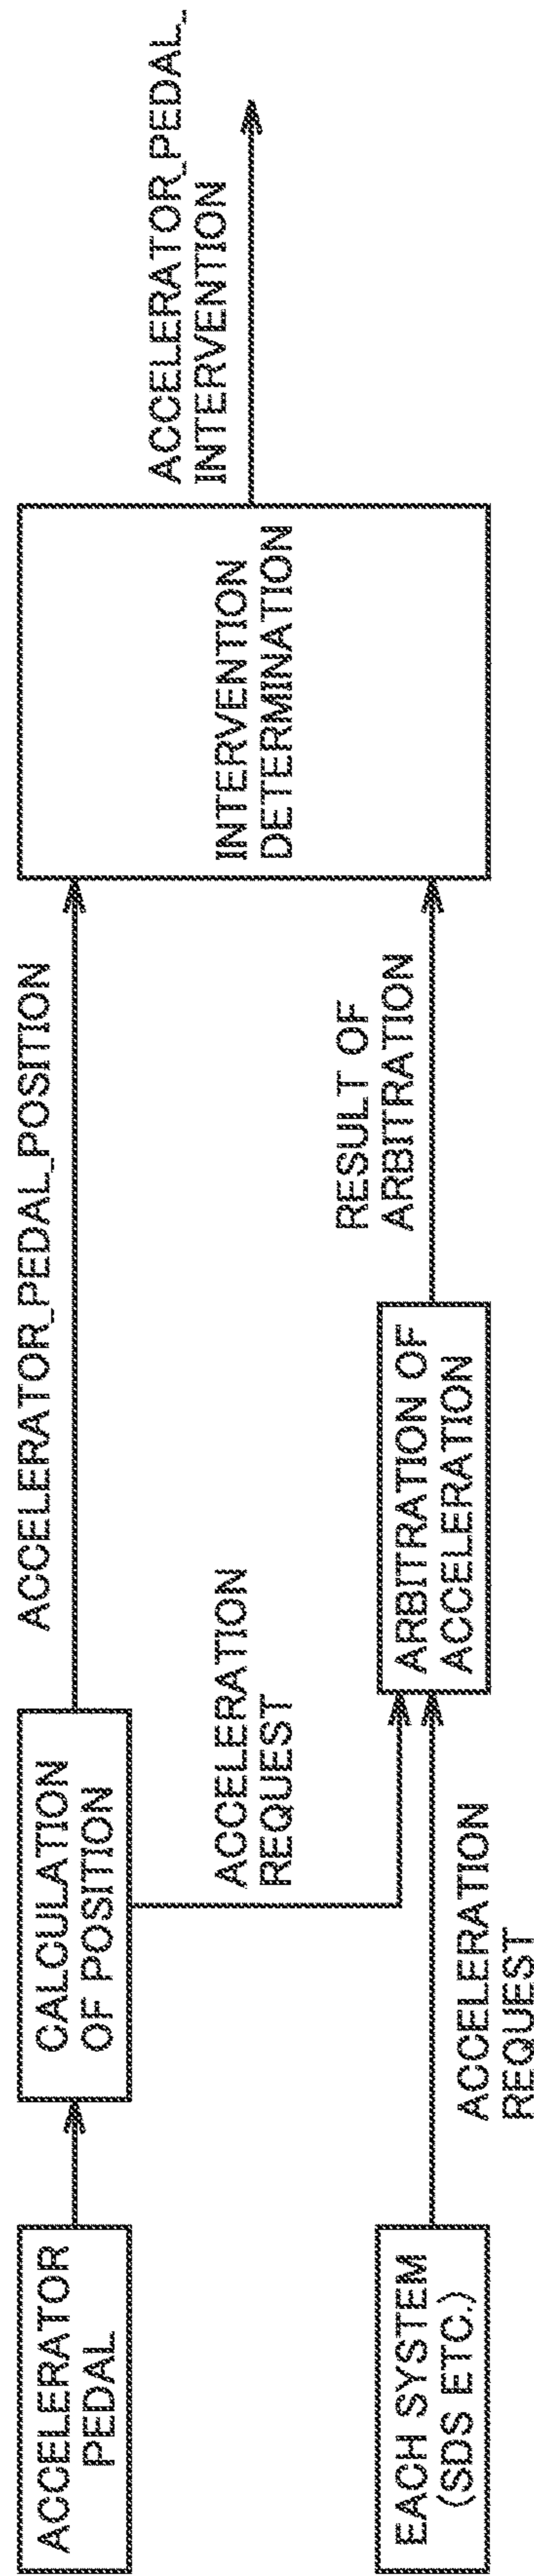 ACCELERATOR
PEDAL
CALCULATION
OF POSITION
ACCELERATOR_PEDAL_POSITION
ACCELERATION
REQUEST
EACH SYSTEM
(SDS ETC.)
ACCELERATION
REQUEST
ARBITRATION OF
ACCELERATION
RESULT OF
ARBITRATION
INTERVENTION
DETERMINATION
ACCELERATOR_PEDAL_
INTERVENTION